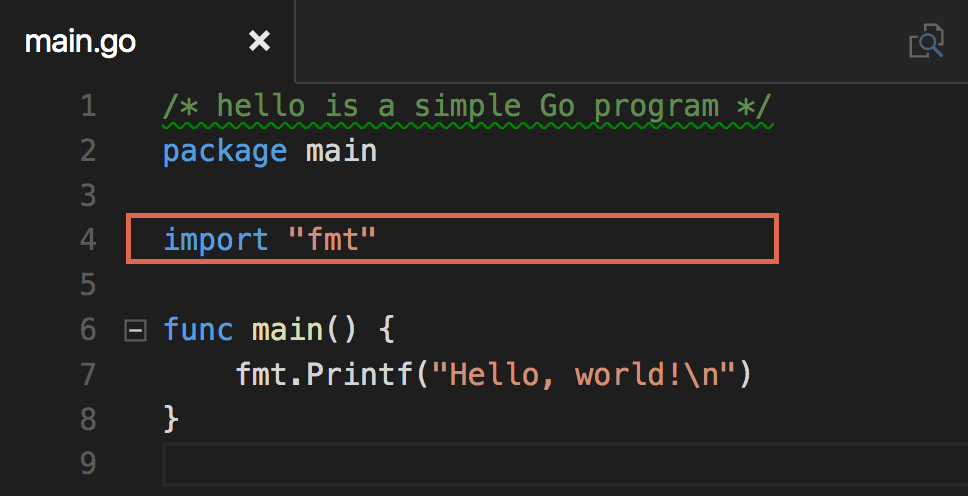 main.go
1 /* hello is a simple Go program */
2 package main
3
4 import "fmt"
5
6 func main() {
7     fmt.Printf("Hello, world!\n")
8 }
9